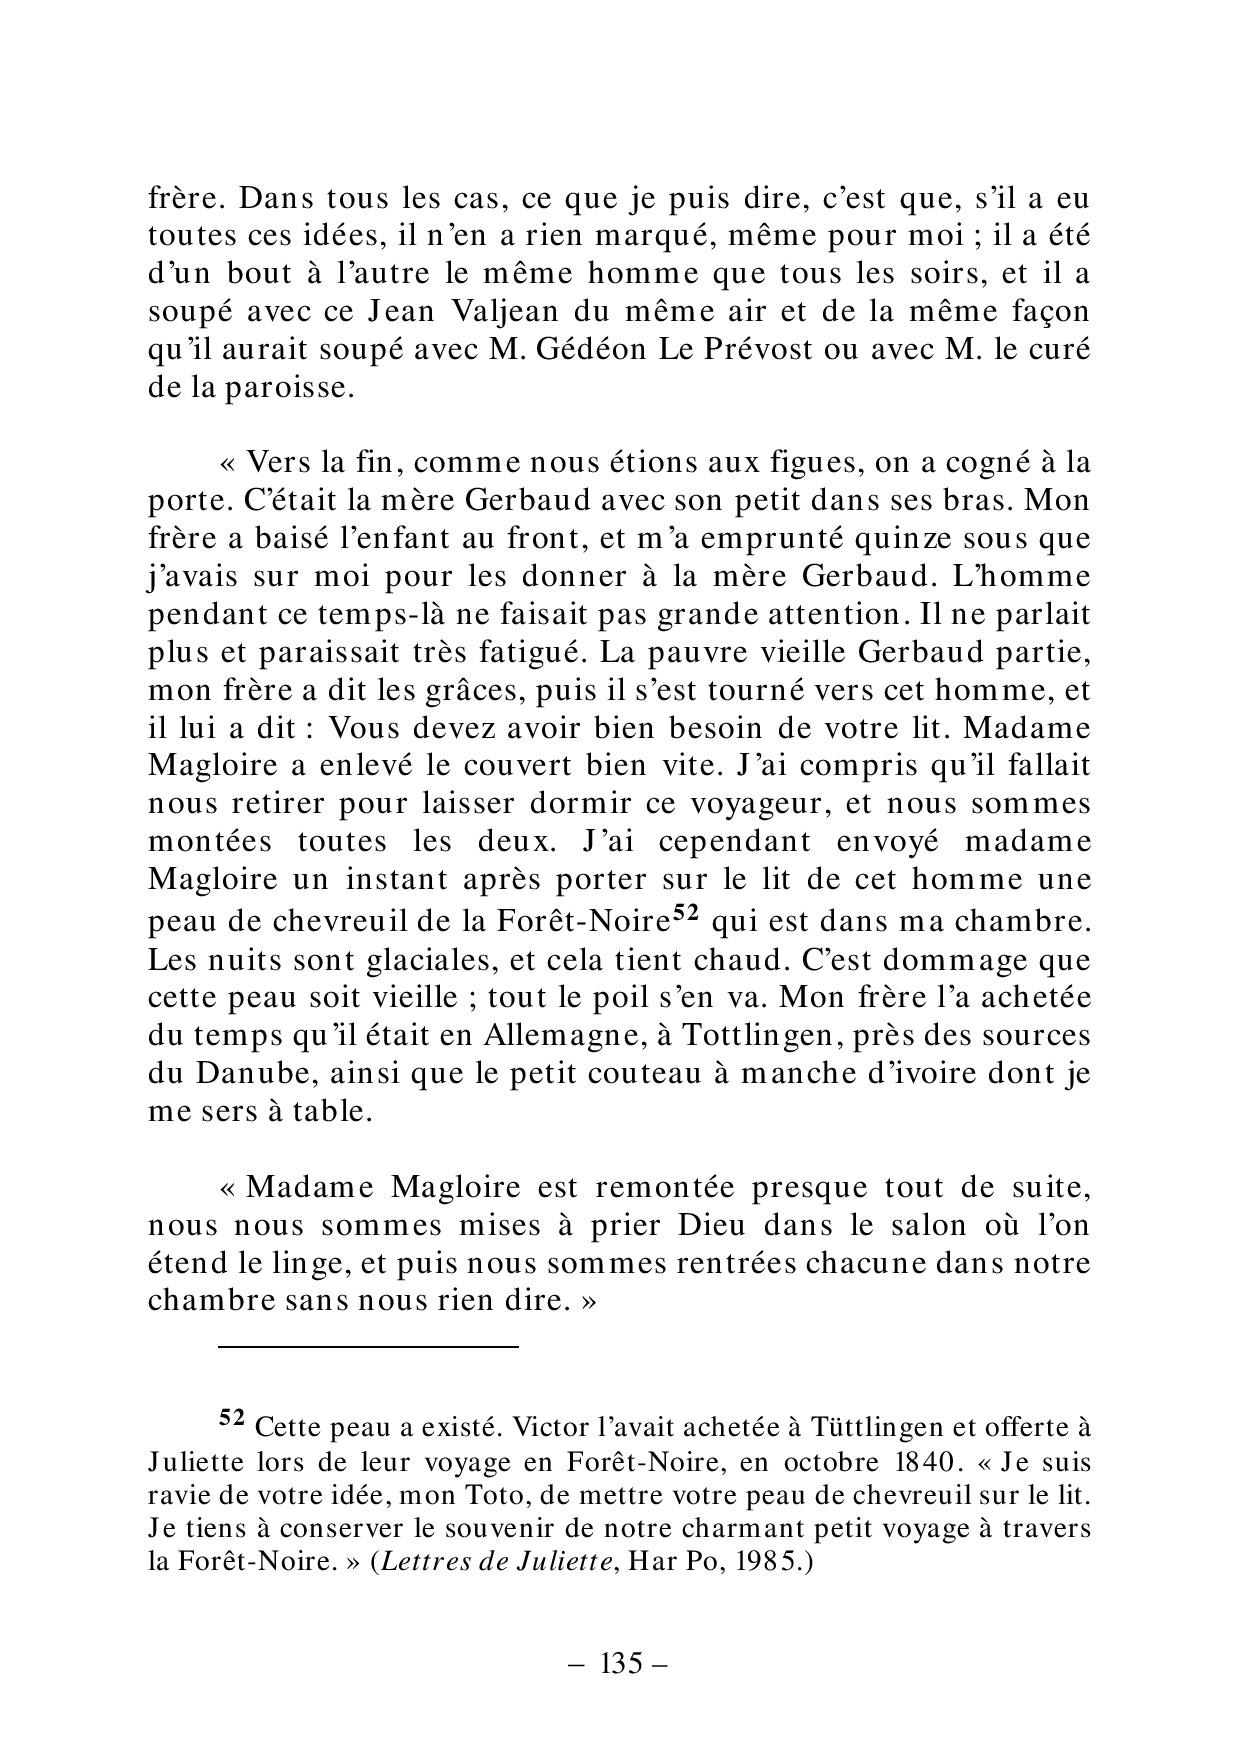 frère. Dans tous les cas, ce que je puis dire, c’est que, s’il a eu
toutes ces idées, il n’en a rien marqué, même pour moi ; il a été
d’un bout à l’autre le même homme que tous les soirs, et il a
soupé avec ce Jean Valjean du même air et de la même façon
qu’il aurait soupé avec M. Gédéon Le Prévost ou avec M. le curé
de la paroisse.
« Vers la fin, comme nous étions aux figues, on a cogné à la
porte. C’était la mère Gerbaud avec son petit dans ses bras. Mon
frère a baisé l’enfant au front, et m’a emprunté quinze sous que
j’avais sur moi pour les donner à la mère Gerbaud. L’homme
pendant ce temps-là ne faisait pas grande attention. Il ne parlait
plus et paraissait très fatigué. La pauvre vieille Gerbaud partie,
mon frère a dit les grâces, puis il s’est tourné vers cet homme, et
il lui a dit : Vous devez avoir bien besoin de votre lit. Madame
Magloire a enlevé le couvert bien vite. J’ai compris qu’il fallait
nous retirer pour laisser dormir ce voyageur, et nous sommes
montées toutes les deux. J’ai cependant envoyé madame
Magloire un instant après porter sur le lit de cet homme une
peau de chevreuil de la Forêt-Noire52 qui est dans ma chambre.
Les nuits sont glaciales, et cela tient chaud. C’est dommage que
cette peau soit vieille ; tout le poil s’en va. Mon frère l’a achetée
du temps qu’il était en Allemagne, à Tottlingen, près des sources
du Danube, ainsi que le petit couteau à manche d’ivoire dont je
me sers à table.
« Madame Magloire est remontée presque tout de suite,
nous nous sommes mises à prier Dieu dans le salon où l’on
étend le linge, et puis nous sommes rentrées chacune dans notre
chambre sans nous rien dire. »
52 Cette peau a existé. Victor l’avait achetée à Tüttlingen et offerte à
Juliette lors de leur voyage en Forêt-Noire, en octobre 1840. « Je suis
ravie de votre idée, mon Toto, de mettre votre peau de chevreuil sur le lit.
Je tiens à conserver le souvenir de notre charmant petit voyage à travers
la Forêt-Noire. » (Lettres de Juliette, Har Po, 1985.)
– 135 –